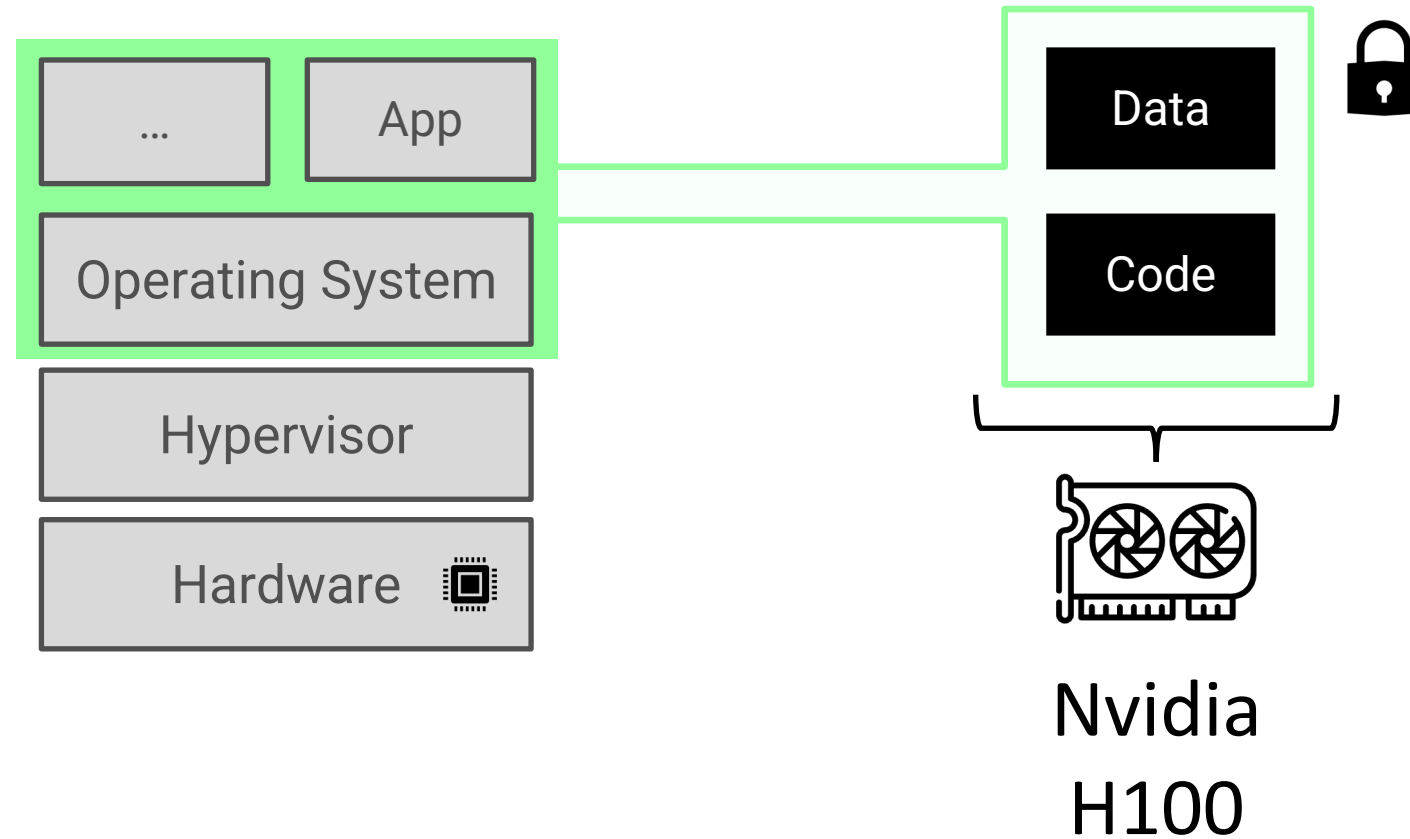 ...
App
Operating System
Hypervisor
Hardware
Data
Code
Nvidia
H100